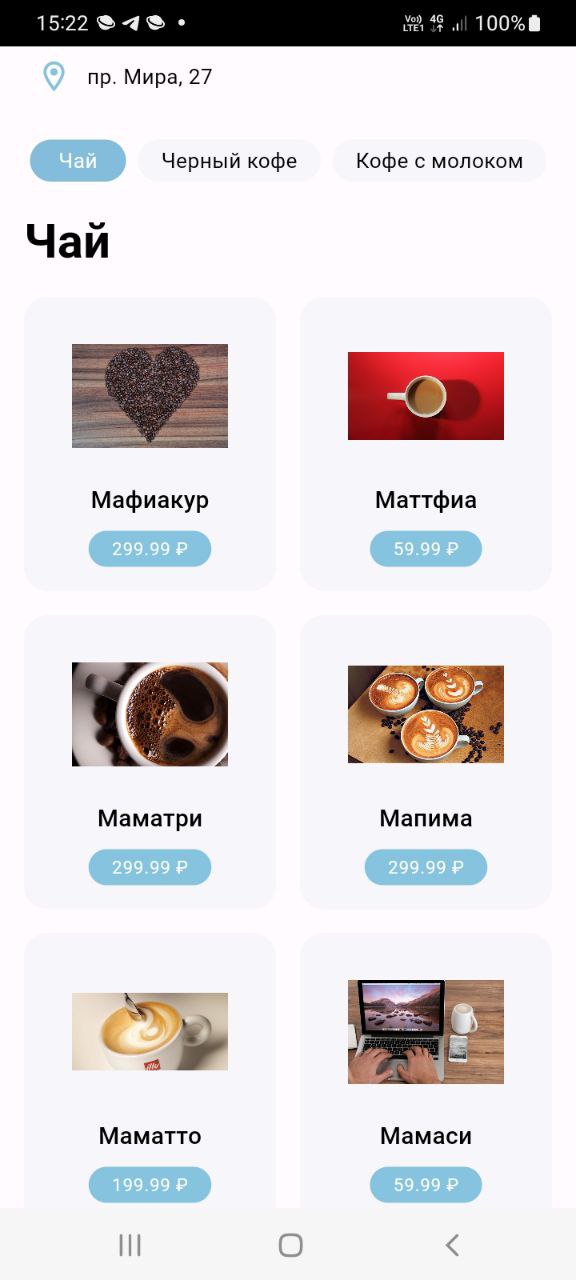 15:22
Vo)) 4G
LTE1
100%
пр. Мира, 27
Чай
Черный кофе
Кофе с молоком
Чай
Мафиакур
Маттфиа
299.99 ₽
59.99 ₽
Маматри
Мапима
299.99 ₽
299.99 ₽
illy
Маматто
Мамаси
199.99 ₽
59.99 ₽